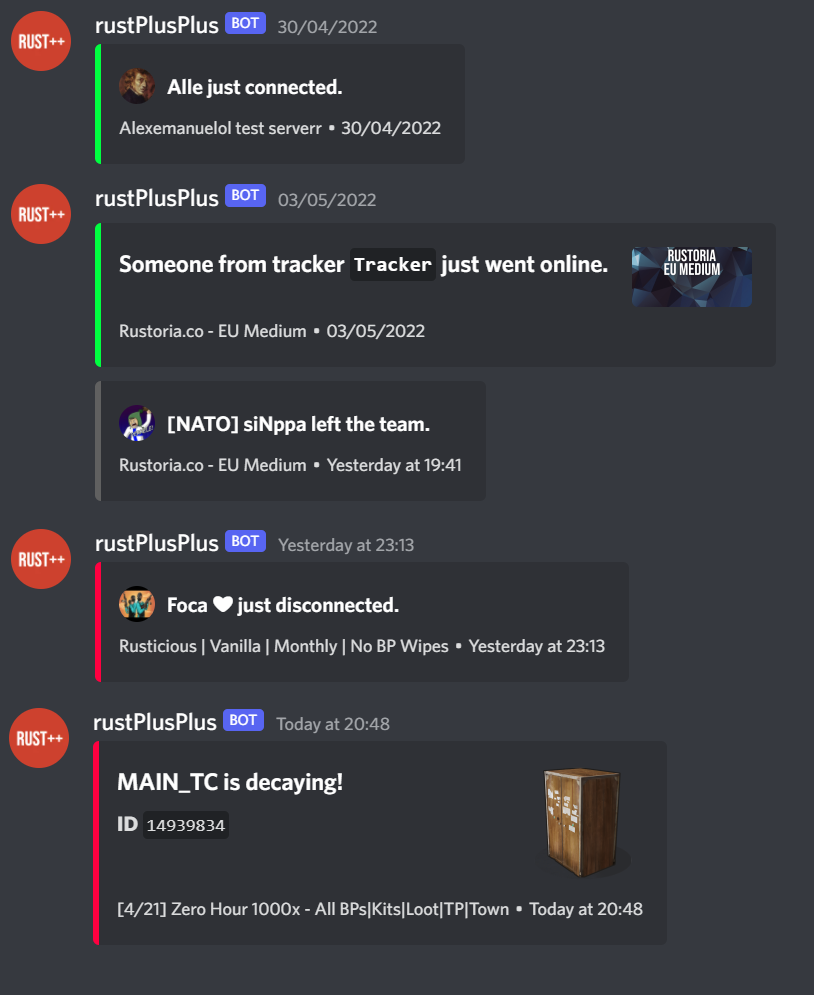 RUST++
rustPlusPlus BOT 30/04/2022
Alle just connected.
Alexemanuelol test serverr • 30/04/2022
RUST++
rustPlusPlus BOT 03/05/2022
Someone from tracker Tracker just went online.
RUSTORIA
EU MEDIUM
Rustoria.co - EU Medium • 03/05/2022
[NATO] siNppa left the team.
Rustoria.co - EU Medium • Yesterday at 19:41
RUST++
rustPlusPlus BOT Yesterday at 23:13
Foca ♥ just disconnected.
Rusticious | Vanilla | Monthly | No BP Wipes • Yesterday at 23:13
RUST++
rustPlusPlus BOT Today at 20:48
MAIN_TC is decaying!
ID 14939834
[4/21] Zero Hour 1000x - All BPs|Kits|Loot|TP|Town • Today at 20:48